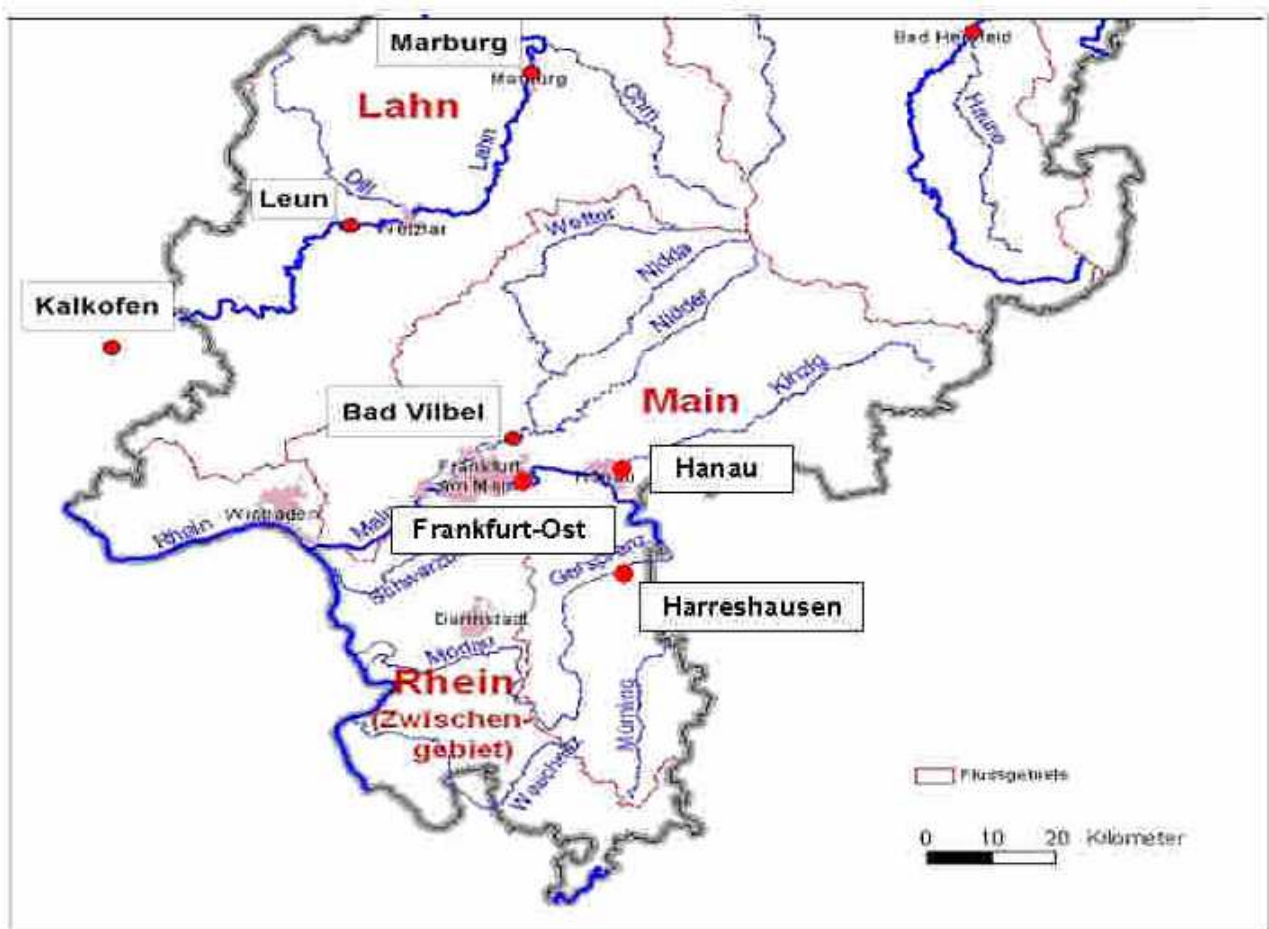 Marburg
Bad Hersfeld
Marburg
Lahn
Ohm
Haune
Lahn
Dill
Leun
Wetzlar
Wetter
Nidda
Kalkofen
Nidder
Kinzig
Main
Bad Vilbel
Frankfurt
am Main
Hanau
Hanau
Wiesbaden
Rhein
Main
Frankfurt-Ost
Gersprenz
Harreshausen
Darmstadt
Modau
Rhein
(Zwischen-
gebiet)
Mümling
Weschnitz
Flussgebiete
0 10 20 Kilometer